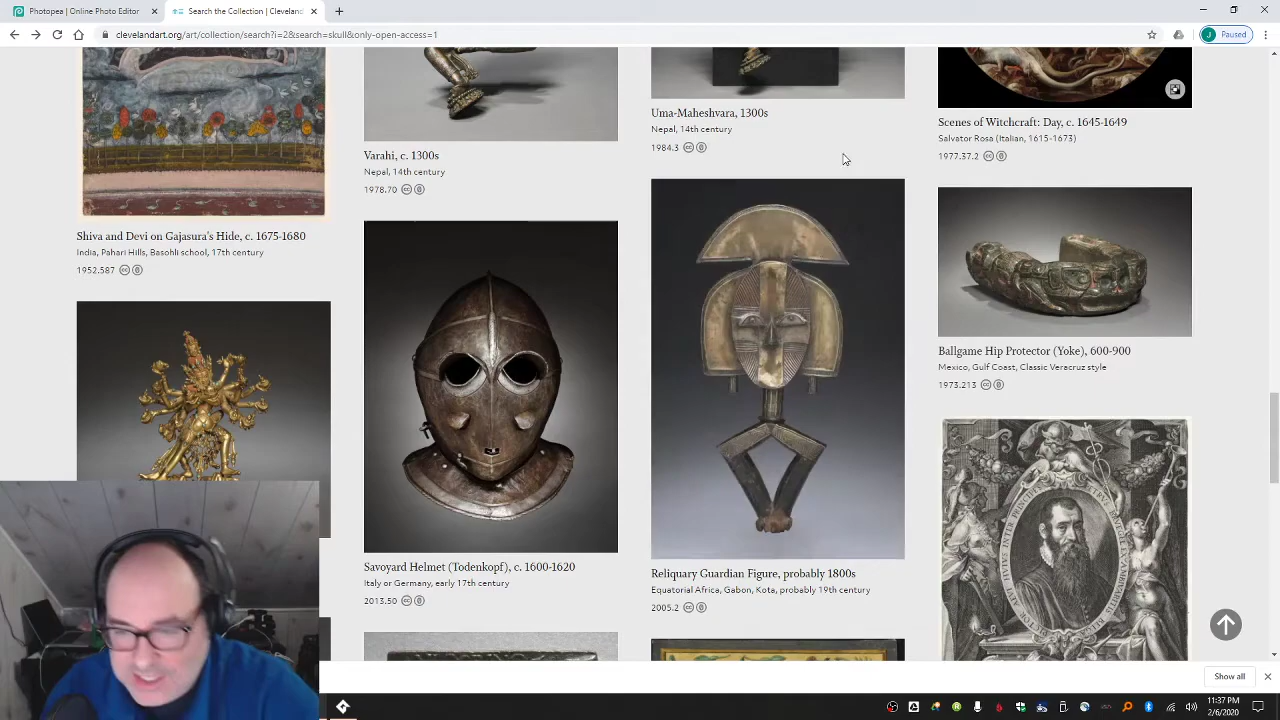 Photopea | Online Photo Editor
Search the Collection | Cleveland
clevelandart.org/art/collection/search?i=2&search=skull&only-open-access=1
J Paused
Uma-Maheshvara, 1300s
Nepal, 14th century
1984.3
Scenes of Witchcraft: Day, c. 1645-1649
Salvator Rosa (Italian, 1615-1673)
1977.37.2
Varahi, c. 1300s
Nepal, 14th century
1978.70
Shiva and Devi on Gajasura's Hide, c. 1675-1680
India, Pahari Hills, Basohli school, 17th century
1952.587
Ballgame Hip Protector (Yoke), 600-900
Mexico, Gulf Coast, Classic Veracruz style
1973.213
Savoyard Helmet (Todenkopf), c. 1600-1620
Italy or Germany, early 17th century
2013.50
Reliquary Guardian Figure, probably 1800s
Equatorial Africa, Gabon, Kota, probably 19th century
2005.2
Show all
11:37 PM
2/6/2020